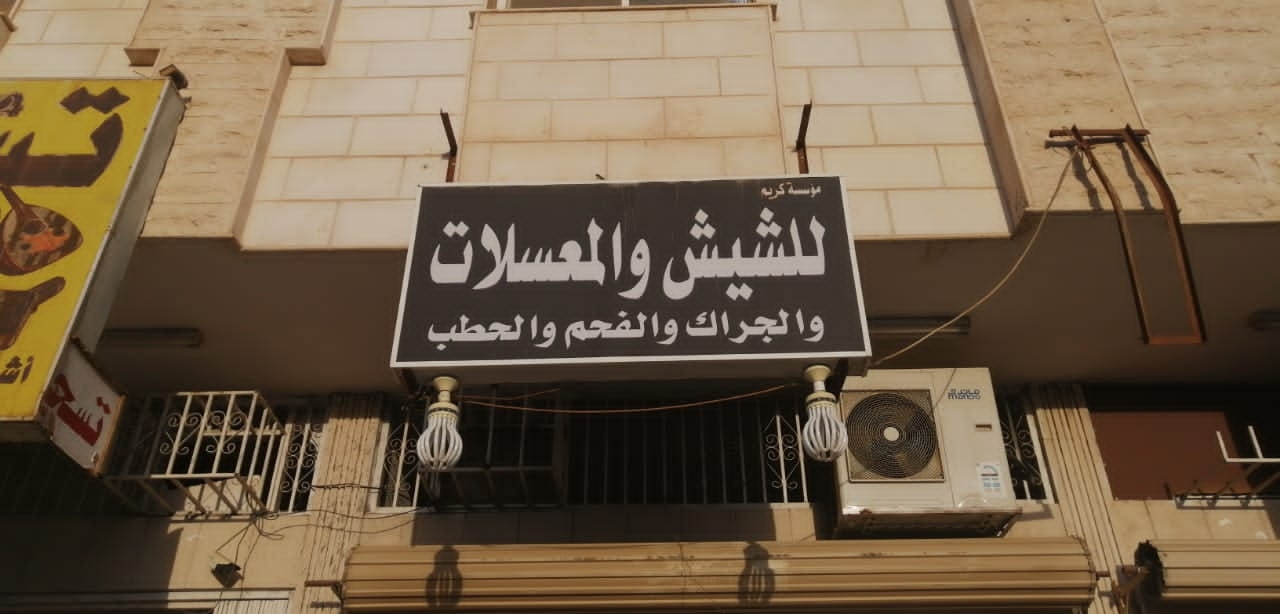 مؤسسة كريم
للشيش والمعسلات
والجراك والفحم والحطب